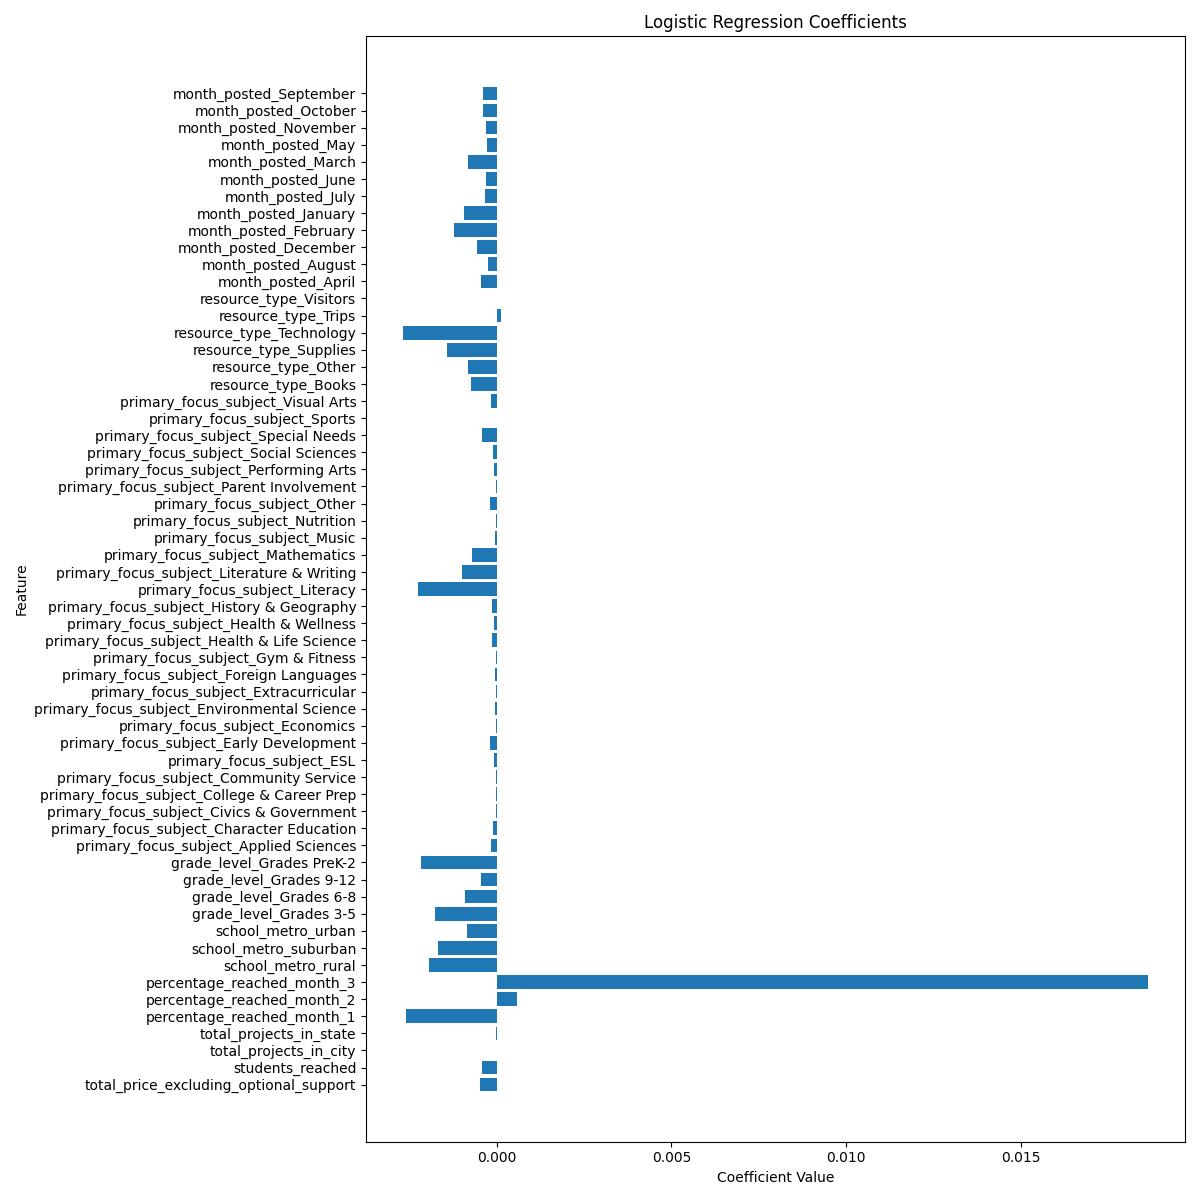 Logistic Regression Coefficients
month_posted_September
month_posted_October
month_posted_November
month_posted_May
month_posted_March
month_posted_June
month_posted_July
month_posted_January
month_posted_February
month_posted_December
month_posted_August
month_posted_April
resource_type_Visitors
resource_type_Trips
resource_type_Technology
resource_type_Supplies
resource_type_Other
resource_type_Books
primary_focus_subject_Visual Arts
primary_focus_subject_Sports
primary_focus_subject_Special Needs
primary_focus_subject_Social Sciences
primary_focus_subject_Performing Arts
primary_focus_subject_Parent Involvement
primary_focus_subject_Other
primary_focus_subject_Nutrition
primary_focus_subject_Music
primary_focus_subject_Mathematics
primary_focus_subject_Literature & Writing
primary_focus_subject_Literacy
primary_focus_subject_History & Geography
primary_focus_subject_Health & Wellness
primary_focus_subject_Health & Life Science
primary_focus_subject_Gym & Fitness
primary_focus_subject_Foreign Languages
primary_focus_subject_Extracurricular
primary_focus_subject_Environmental Science
primary_focus_subject_Economics
primary_focus_subject_Early Development
primary_focus_subject_ESL
primary_focus_subject_Community Service
primary_focus_subject_College & Career Prep
primary_focus_subject_Civics & Government
primary_focus_subject_Character Education
primary_focus_subject_Applied Sciences
grade_level_Grades PreK-2
grade_level_Grades 9-12
grade_level_Grades 6-8
grade_level_Grades 3-5
school_metro_urban
school_metro_suburban
school_metro_rural
percentage_reached_month_3
percentage_reached_month_2
percentage_reached_month_1
total_projects_in_state
total_projects_in_city
students_reached
total_price_excluding_optional_support
Feature
0.000 0.005 0.010 0.015
Coefficient Value